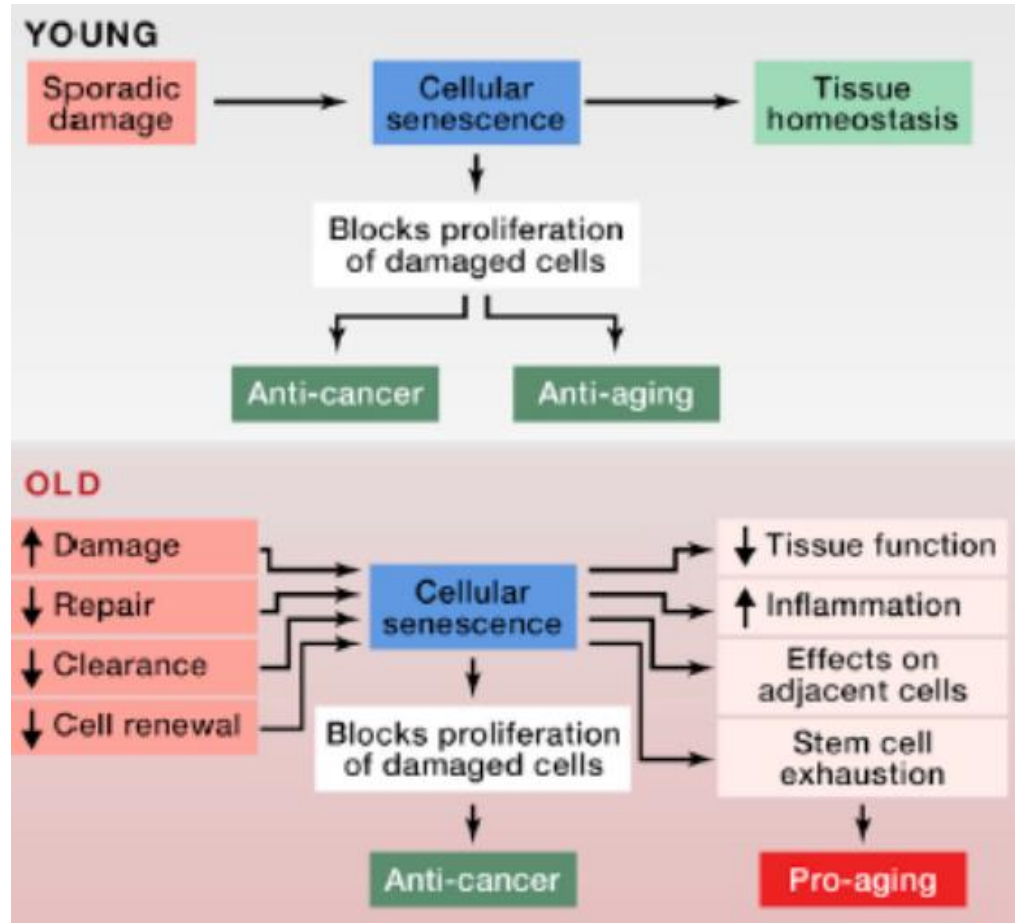 YOUNG
Sporadic
damage
Cellular
senescence
Tissue
homeostasis
Blocks proliferation
of damaged cells
Anti-cancer
Anti-aging
OLD
↑ Damage
↓ Repair
↓ Clearance
↓ Cell renewal
Cellular
senescence
Blocks proliferation
of damaged cells
Anti-cancer
↓ Tissue function
↑ Inflammation
Effects on
adjacent cells
Stem cell
exhaustion
Pro-aging